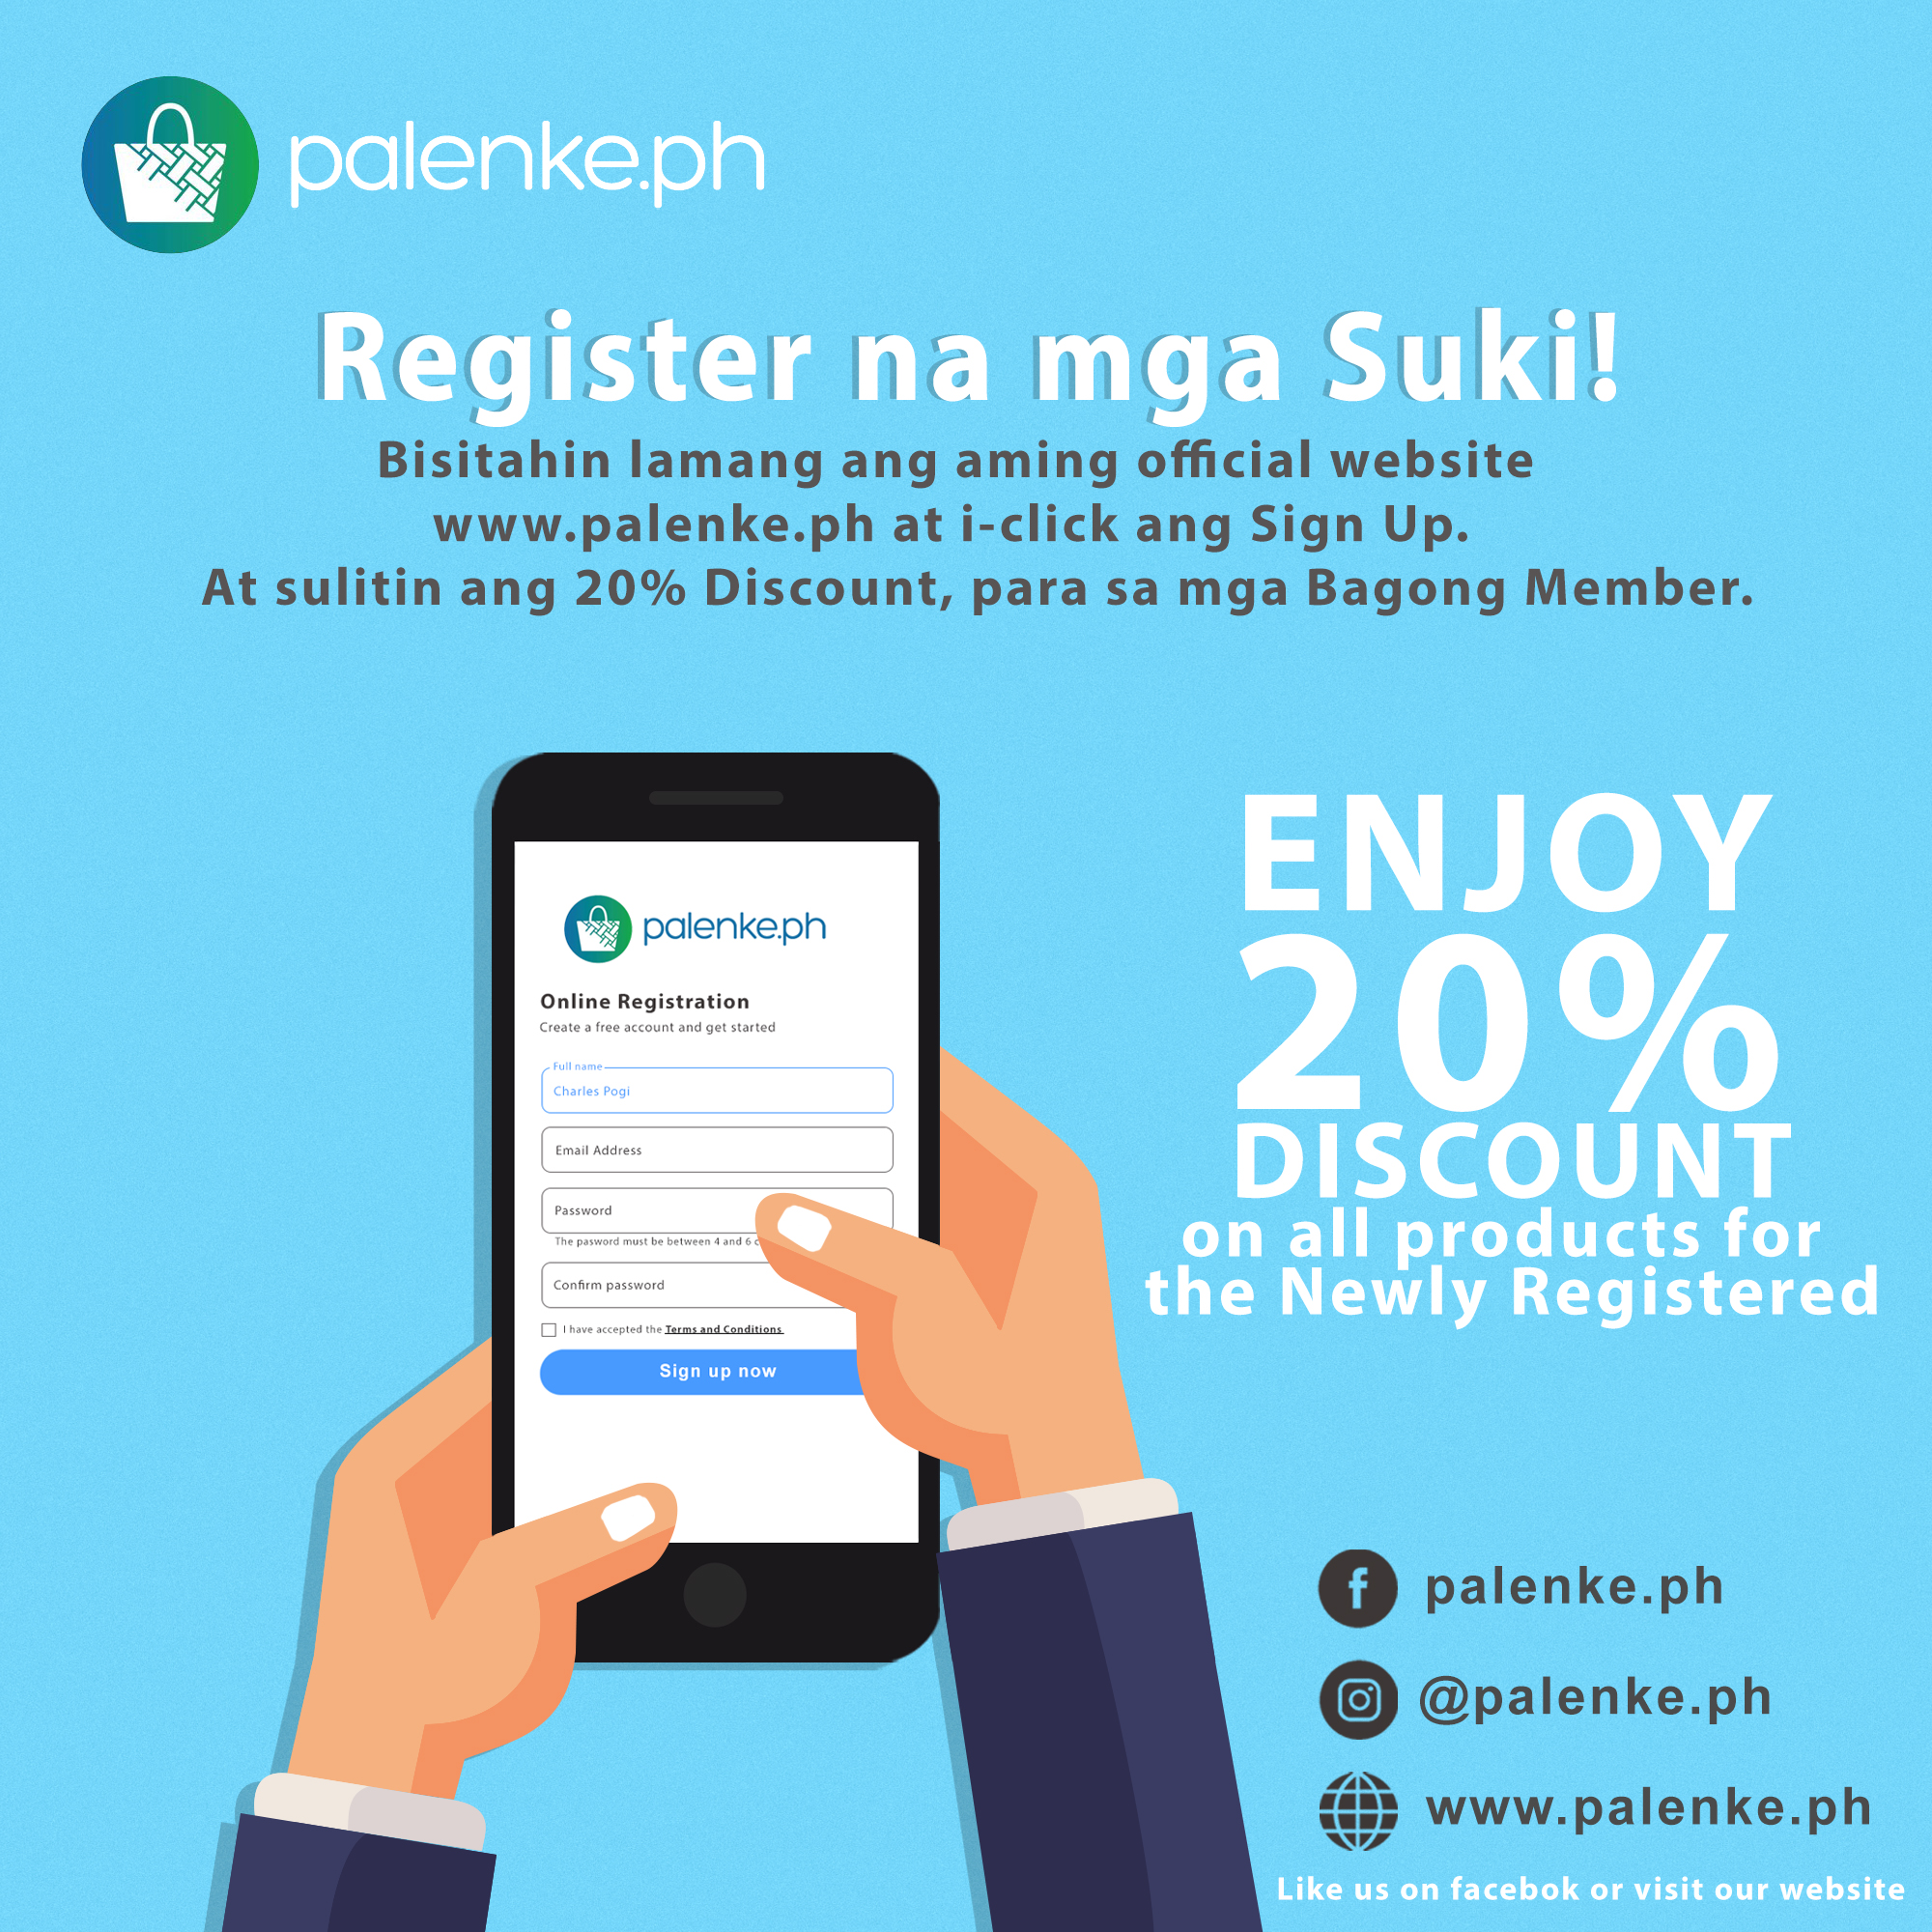 palenke.ph
Register na mga Suki!
Bisitahin lamang ang aming official website
www.palenke.ph at i-click ang Sign Up.
At sulitin ang 20% Discount, para sa mga Bagong Member.
palenke.ph
Online Registration
Create a free account and get started
Full name
Charles Pogi
Email Address
Password
The pasword must be between 4 and 6
Confirm password
I have accepted the Terms and Conditions
Sign up now
ENJOY
20%
DISCOUNT
on all products for
the Newly Registered
palenke.ph
@palenke.ph
www.palenke.ph
Like us on facebok or visit our website